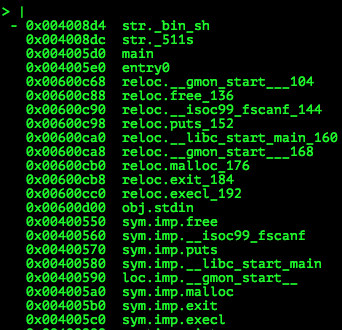 > |
- 0x004008d4 str._bin_sh
0x004008dc str._511s
0x004005d0 main
0x004005e0 entry0
0x00600c68 reloc.__gmon_start___104
0x00600c88 reloc.free_136
0x00600c90 reloc.__isoc99_fscanf_144
0x00600c98 reloc.puts_152
0x00600ca0 reloc.__libc_start_main_160
0x00600ca8 reloc.__gmon_start___168
0x00600cb0 reloc.malloc_176
0x00600cb8 reloc.exit_184
0x00600cc0 reloc.execl_192
0x00600d00 obj.stdin
0x00400550 sym.imp.free
0x00400560 sym.imp.__isoc99_fscanf
0x00400570 sym.imp.puts
0x00400580 sym.imp.__libc_start_main
0x00400590 loc.imp.__gmon_start__
0x004005a0 sym.imp.malloc
0x004005b0 sym.imp.exit
0x004005c0 sym.imp.execl